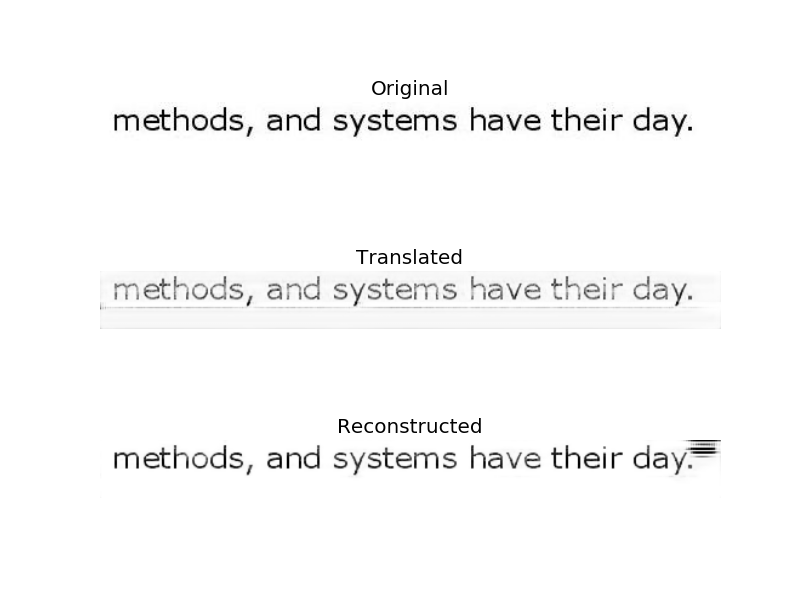 Original
methods, and systems have their day.
Translated
methods, and systems have their day.
Reconstructed
methods, and systems have their day.